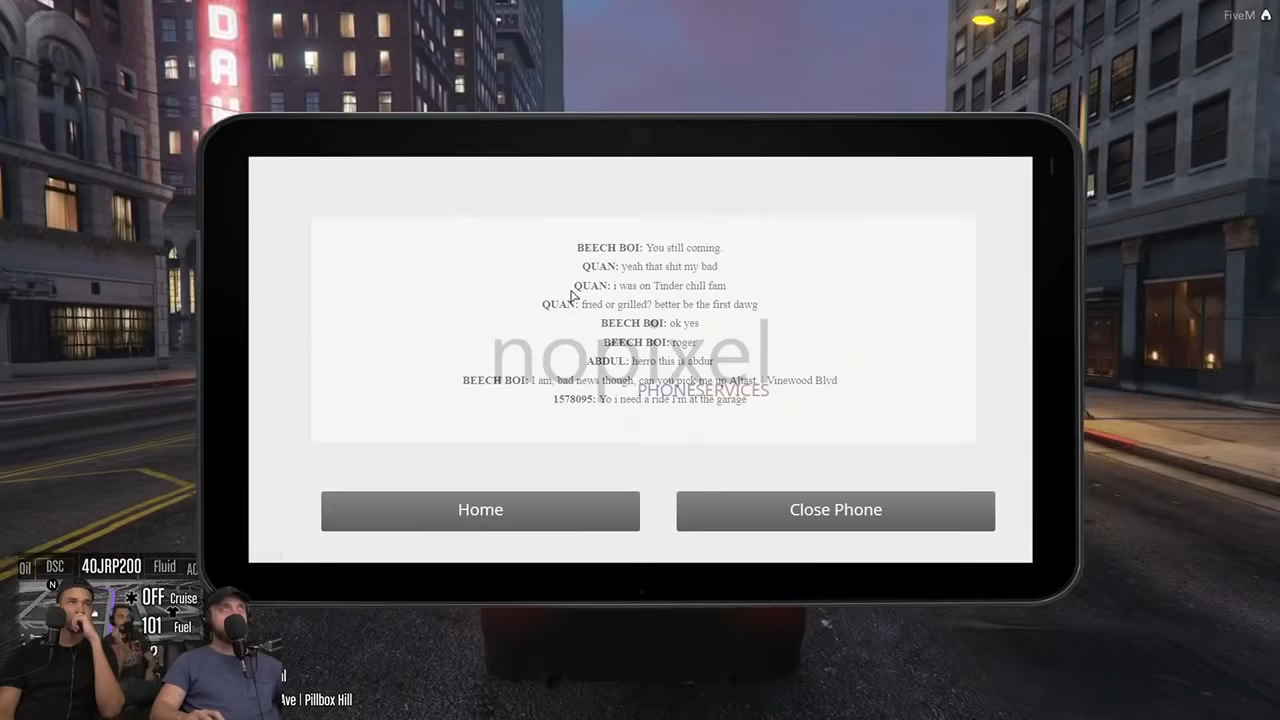 FiveM
DA
BEECH BOI: You still coming.
QUAN: yeah that shit my bad
QUAN: i was on Tinder chill fam
QUAN: fried or grilled? better be the first dawg
BEECH BOI: ok yes
BEECH BOI: roger
nopixel
ABDUL: herro this is abdur
BEECH BOI: I am, bad news though, can you pick me up Altast, | Vinewood Blvd
PHONESERVICES
1578095: Yo i need a ride I'm at the garage
Home
Close Phone
Oil DSC 40JRP200 Fluid
N
OFF Cruise
101 Fuel
Ave | Pillbox Hill